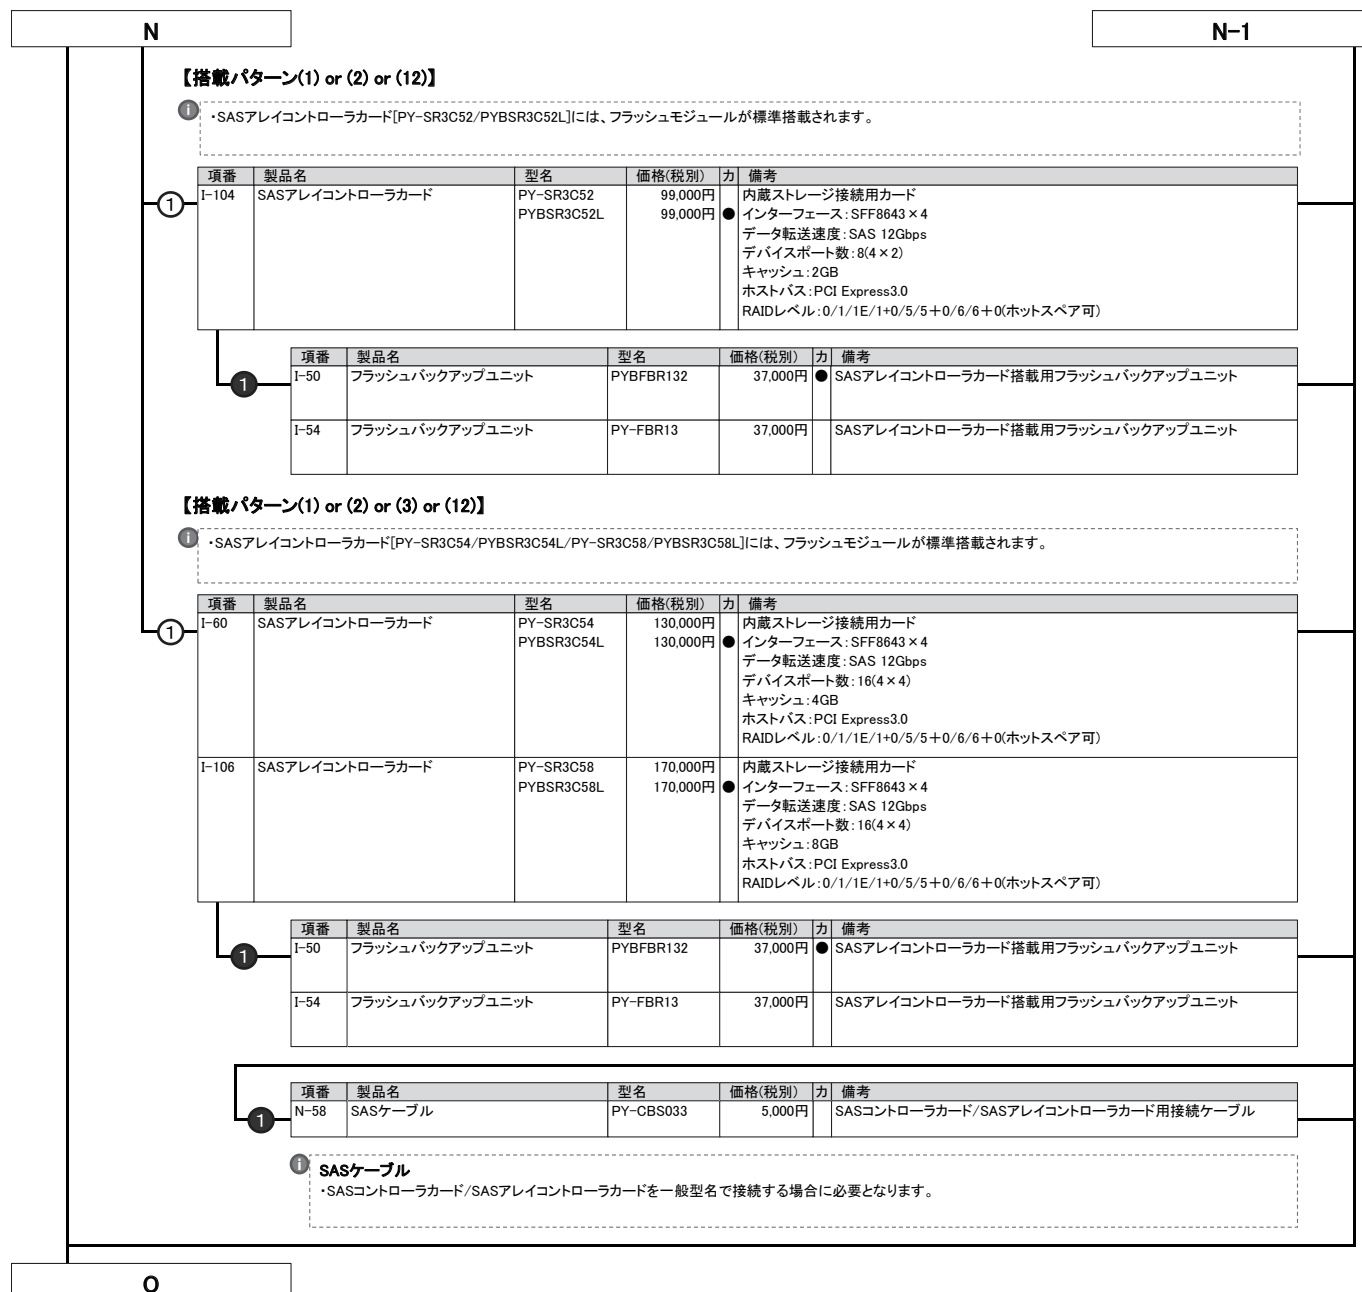 N
N-1
【搭載パターン(1) or (2) or (12)】
・SASアレイコントローラカード[PY-SR3C52/PYBSR3C52L]には、フラッシュモジュールが標準搭載されます。
項番 製品名 型名 価格(税別) カ 備考
I-104 SASアレイコントローラカード PY-SR3C52 99,000円 内蔵ストレージ接続用カード
PYBSR3C52L 99,000円 ● インターフェース:SFF8643×4
データ転送速度:SAS 12Gbps
デバイスポート数:8(4×2)
キャッシュ:2GB
ホストバス:PCI Express3.0
RAIDレベル:0/1/1E/1+0/5/5+0/6/6+0(ホットスペア可)
1
項番 製品名 型名 価格(税別) カ 備考
1 I-50 フラッシュバックアップユニット PYBFBR132 37,000円 ● SASアレイコントローラカード搭載用フラッシュバックアップユニット
I-54 フラッシュバックアップユニット PY-FBR13 37,000円 SASアレイコントローラカード搭載用フラッシュバックアップユニット
【搭載パターン(1) or (2) or (3) or (12)】
・SASアレイコントローラカード[PY-SR3C54/PYBSR3C54L/PY-SR3C58/PYBSR3C58L]には、フラッシュモジュールが標準搭載されます。
項番 製品名 型名 価格(税別) カ 備考
I-60 SASアレイコントローラカード PY-SR3C54 130,000円 内蔵ストレージ接続用カード
1 PYBSR3C54L 130,000円 ● インターフェース:SFF8643×4
データ転送速度:SAS 12Gbps
デバイスポート数:16(4×4)
キャッシュ:4GB
ホストバス:PCI Express3.0
RAIDレベル:0/1/1E/1+0/5/5+0/6/6+0(ホットスペア可)
I-106 SASアレイコントローラカード PY-SR3C58 170,000円 内蔵ストレージ接続用カード
PYBSR3C58L 170,000円 ● インターフェース:SFF8643×4
データ転送速度:SAS 12Gbps
デバイスポート数:16(4×4)
キャッシュ:8GB
ホストバス:PCI Express3.0
RAIDレベル:0/1/1E/1+0/5/5+0/6/6+0(ホットスペア可)
項番 製品名 型名 価格(税別) カ 備考
1 I-50 フラッシュバックアップユニット PYBFBR132 37,000円 ● SASアレイコントローラカード搭載用フラッシュバックアップユニット
I-54 フラッシュバックアップユニット PY-FBR13 37,000円 SASアレイコントローラカード搭載用フラッシュバックアップユニット
項番 製品名 型名 価格(税別) カ 備考
1 N-58 SASケーブル PY-CBS033 5,000円 SASコントローラカード/SASアレイコントローラカード用接続ケーブル
SASケーブル
・SASコントローラカード/SASアレイコントローラカードを一般型名で接続する場合に必要となります。
O